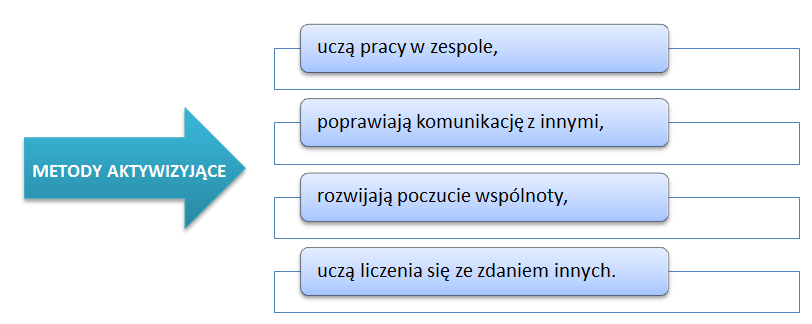 METODY AKTYWIZYJĄCE
uczą pracy w zespole,
poprawiają komunikację z innymi,
rozwijają poczucie wspólnoty,
uczą liczenia się ze zdaniem innych.